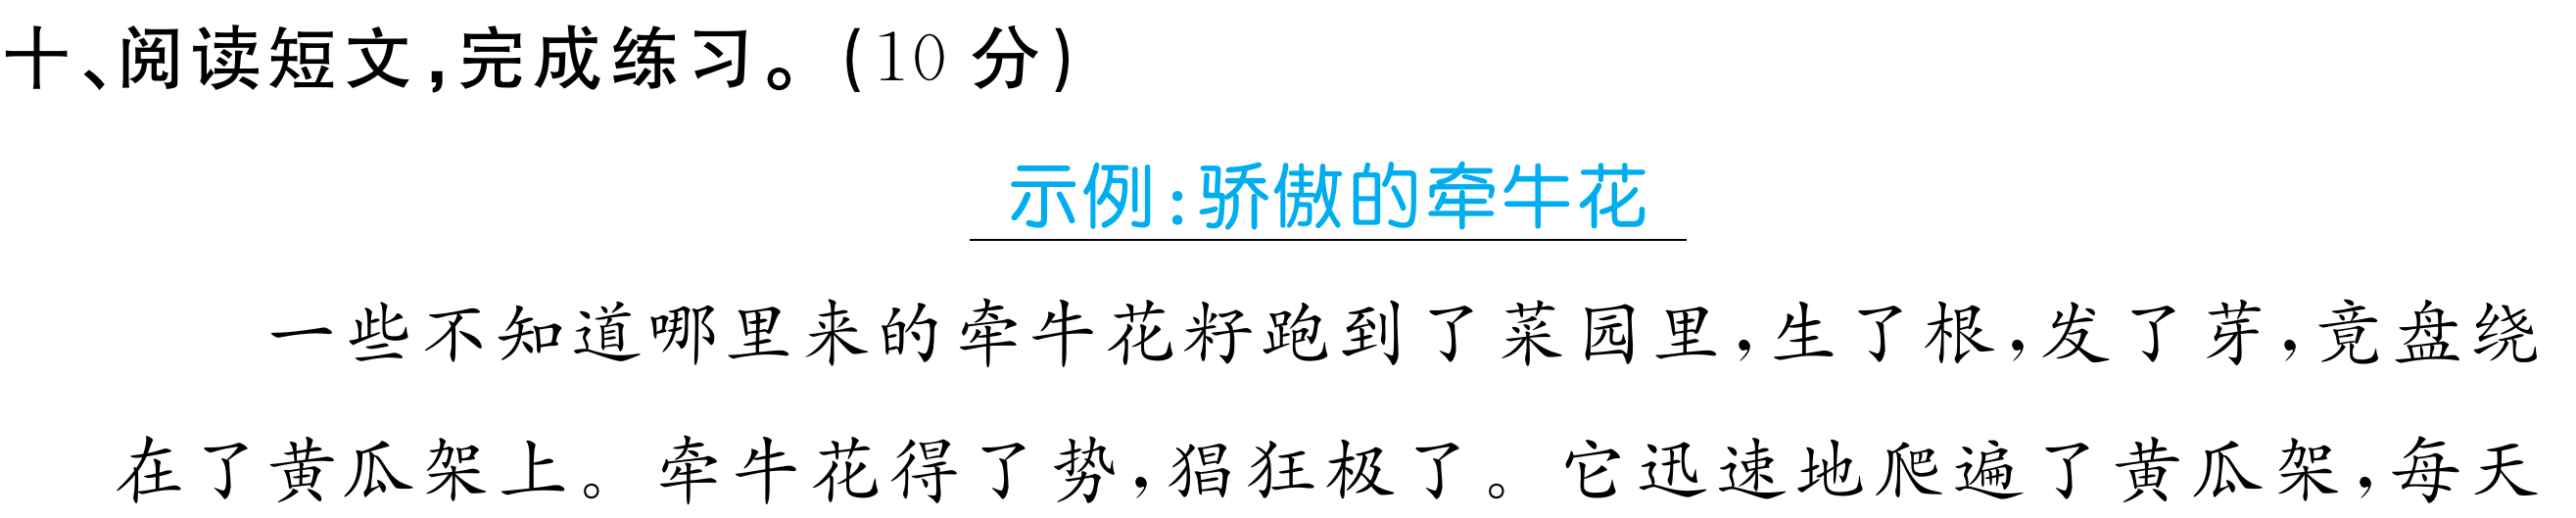 十、阅读短文,完成练习。(10 分)
示例:骄傲的牵牛花
一些不知道哪里来的牵牛花籽跑到了菜园里,生了根,发了芽,竟盘绕
在了黄瓜架上。牵牛花得了势,猖狂极了。它迅速地爬遍了黄瓜架,每天